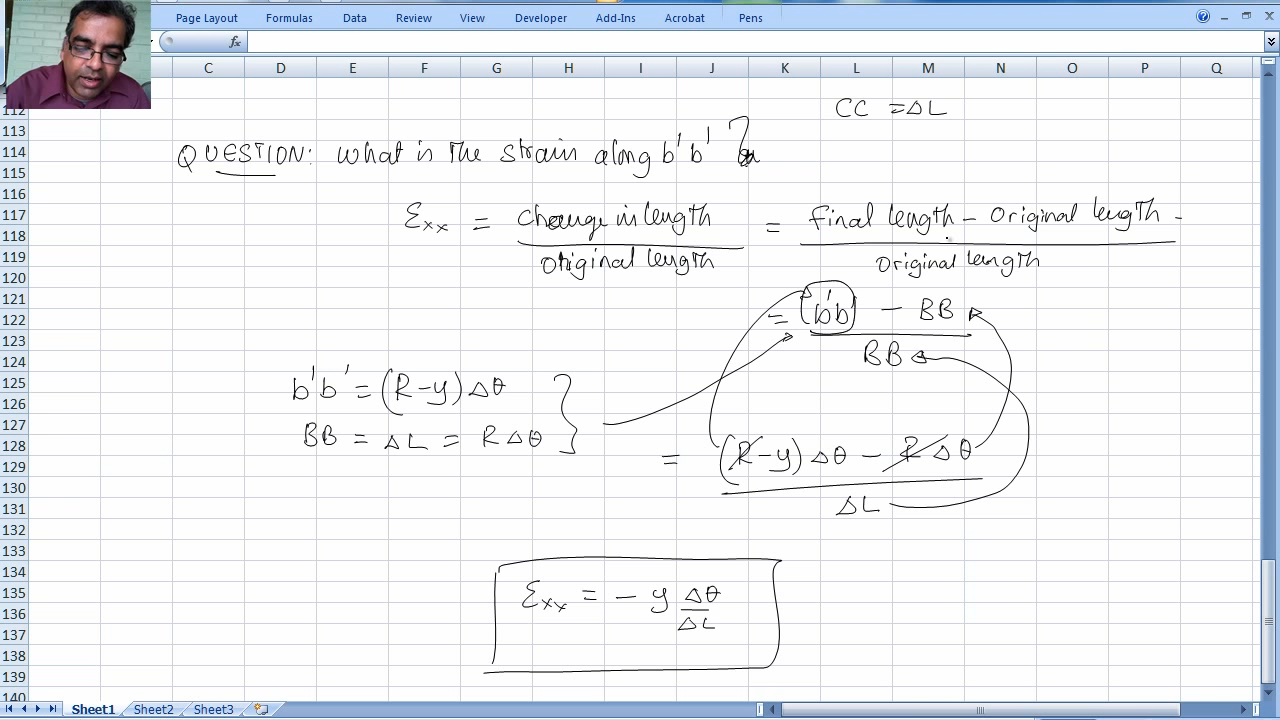 Page Layout Formulas Data Review View Developer Add-Ins Acrobat Pens
fx
C D E F G H I J K L M N O P Q
CC = ΔL
QUESTION: what is the strain along b'b' ?
εxx = Change in length / original length = final length - original length / original length
= b'b' - BB / BB
b'b' = (R-y) Δθ
BB = ΔL = R Δθ
= (R-y) Δθ - R Δθ / ΔL
εxx = - y Δθ/ΔL
112
113
114
115
116
117
118
119
120
121
122
123
124
125
126
127
128
129
130
131
132
133
134
135
136
137
138
139
140
Sheet1 Sheet2 Sheet3